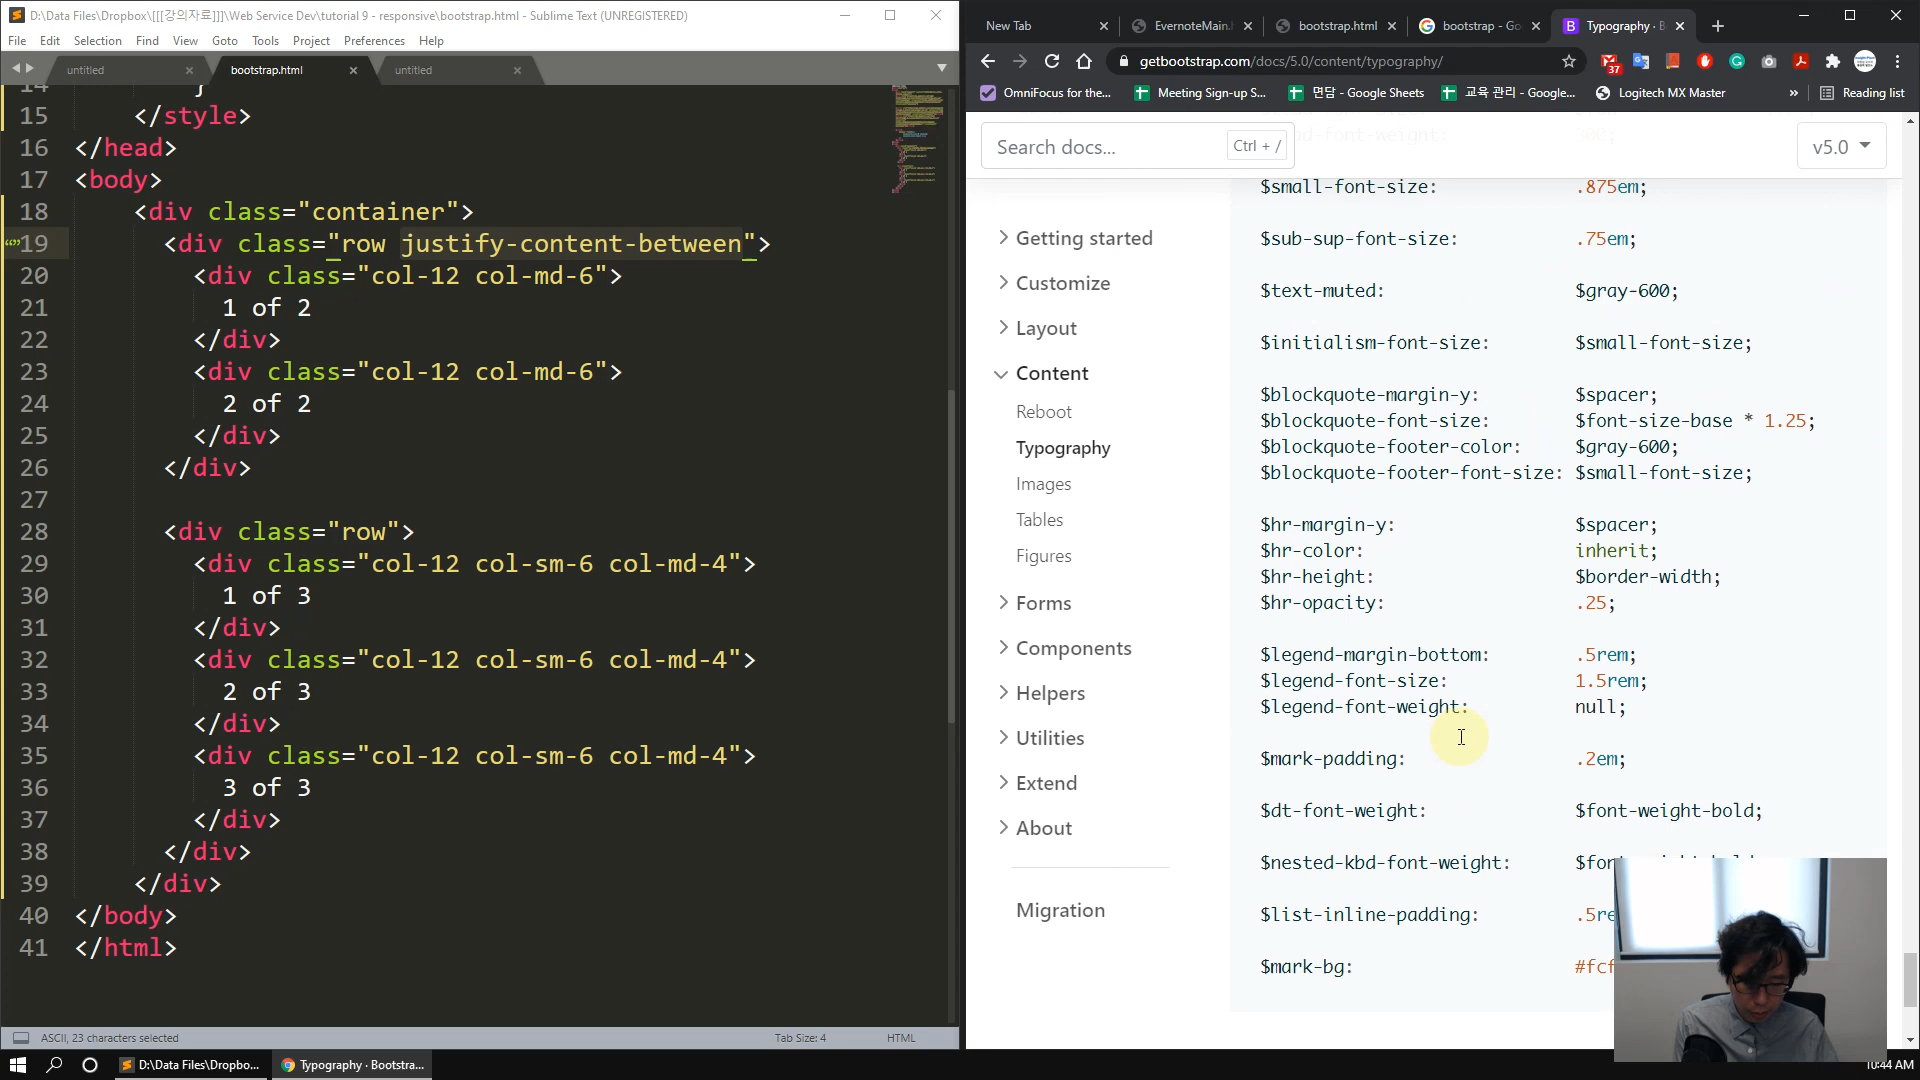 D:\Data Files\Dropbox\[[[강의자료]]]\Web Service Dev\tutorial 9 - responsive\bootstrap.html - Sublime Text (UNREGISTERED)
File Edit Selection Find View Goto Tools Project Preferences Help
untitled
bootstrap.html
untitled
14 }
15 </style>
16 </head>
17 <body>
18 <div class="container">
19 <div class="row justify-content-between">
20 <div class="col-12 col-md-6">
21 1 of 2
22 </div>
23 <div class="col-12 col-md-6">
24 2 of 2
25 </div>
26 </div>
27
28 <div class="row">
29 <div class="col-12 col-sm-6 col-md-4">
30 1 of 3
31 </div>
32 <div class="col-12 col-sm-6 col-md-4">
33 2 of 3
34 </div>
35 <div class="col-12 col-sm-6 col-md-4">
36 3 of 3
37 </div>
38 </div>
39 </div>
40 </body>
41 </html>
ASCII, 23 characters selected
Tab Size: 4
HTML
New Tab
EvernoteMain.
bootstrap.html
bootstrap - Go
Typography · B
getbootstrap.com/docs/5.0/content/typography/
37
OmniFocus for the...
Meeting Sign-up S...
면담 - Google Sheets
교육 관리 - Google...
Logitech MX Master
»
Reading list
Search docs...
Ctrl + /
v5.0
Getting started
Customize
Layout
Content
Reboot
Typography
Images
Tables
Figures
Forms
Components
Helpers
Utilities
Extend
About
Migration
$small-font-size: .875em;
$sub-sup-font-size: .75em;
$text-muted: $gray-600;
$initialism-font-size: $small-font-size;
$blockquote-margin-y: $spacer;
$blockquote-font-size: $font-size-base * 1.25;
$blockquote-footer-color: $gray-600;
$blockquote-footer-font-size: $small-font-size;
$hr-margin-y: $spacer;
$hr-color: inherit;
$hr-height: $border-width;
$hr-opacity: .25;
$legend-margin-bottom: .5rem;
$legend-font-size: 1.5rem;
$legend-font-weight: null;
$mark-padding: .2em;
$dt-font-weight: $font-weight-bold;
$nested-kbd-font-weight:
$list-inline-padding: .5re
$mark-bg: #fcf
D:\Data Files\Dropbo...
Typography · Bootstra...
10:44 AM